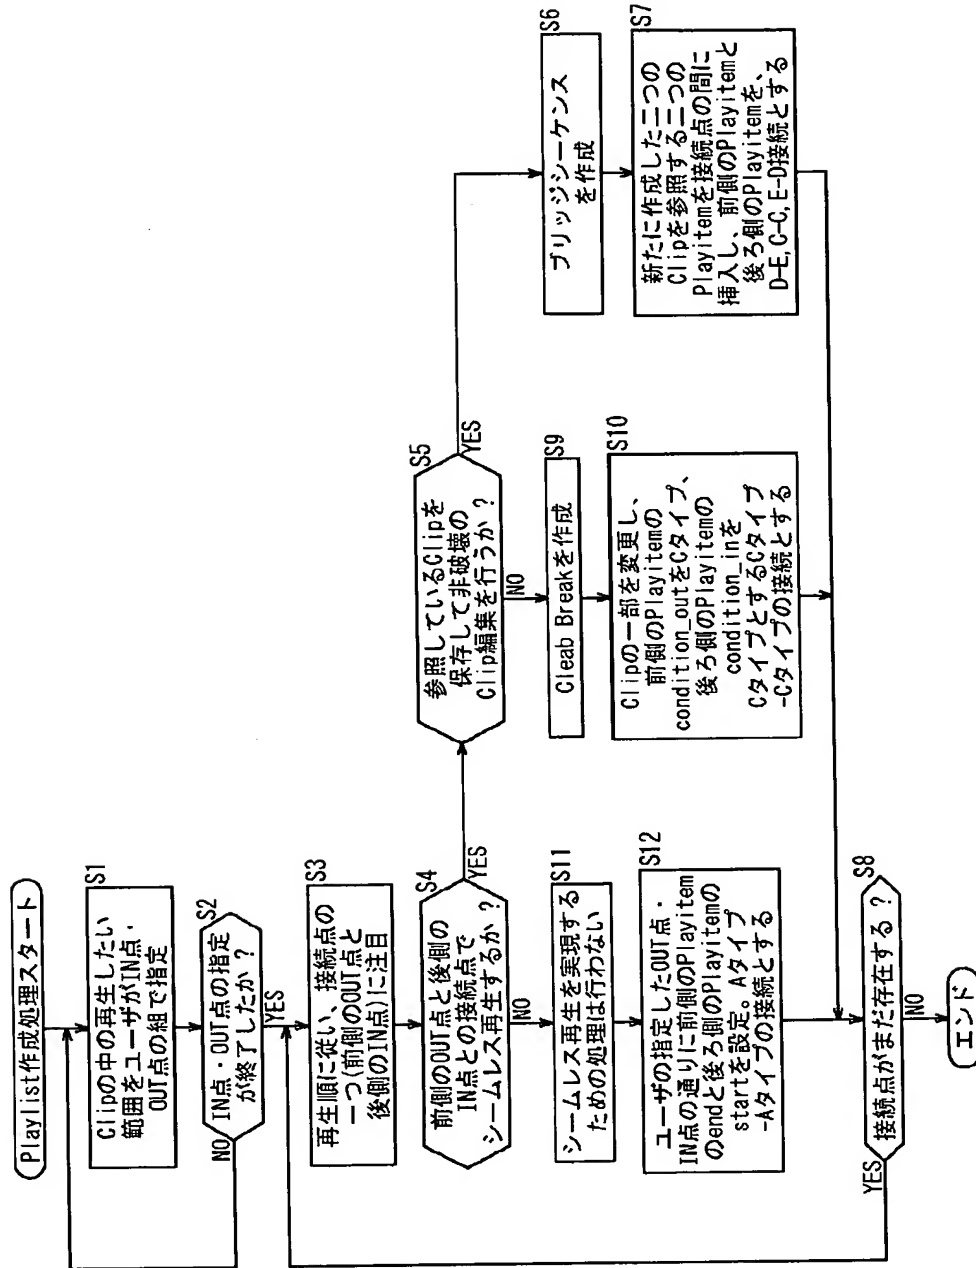 Playlist作成処理スタート
S1
Clipの中の再生したい
範囲をユーザがIN点・
OUT点の組で指定
S2
IN点・OUT点の指定
が終了したか？
NO
YES
S3
再生順に従い、接続点の
一つ(前側のOUT点と
後側のIN点)に注目
S4
前側のOUT点と後側の
IN点との接続点で
シームレス再生するか？
YES
NO
S5
参照しているClipを
保存して非破壊の
Clip編集を行うか？
YES
NO
S6
ブリッジシーケンス
を作成
S7
新たに作成した二つの
Clipを参照する二つの
Playitemを接続点の間に
挿入し、前側のPlayitemと
後ろ側のPlayitemを、
D-E,C-C,E-D接続とする
S9
Cleab Breakを作成
S10
Clipの一部を変更し、
前側のPlayitemの
condition_outをCタイプ、
後ろ側のPlayitemの
condition_inを
CタイプとするCタイプ
-Cタイプの接続とする
S11
シームレス再生を実現する
ための処理は行わない
S12
ユーザの指定したOUT点・
IN点の通りに前側のPlayitem
のendと後ろ側のPlayitemの
startを設定。Aタイプ
-Aタイプの接続とする
S8
接続点がまだ存在する？
YES
NO
エンド